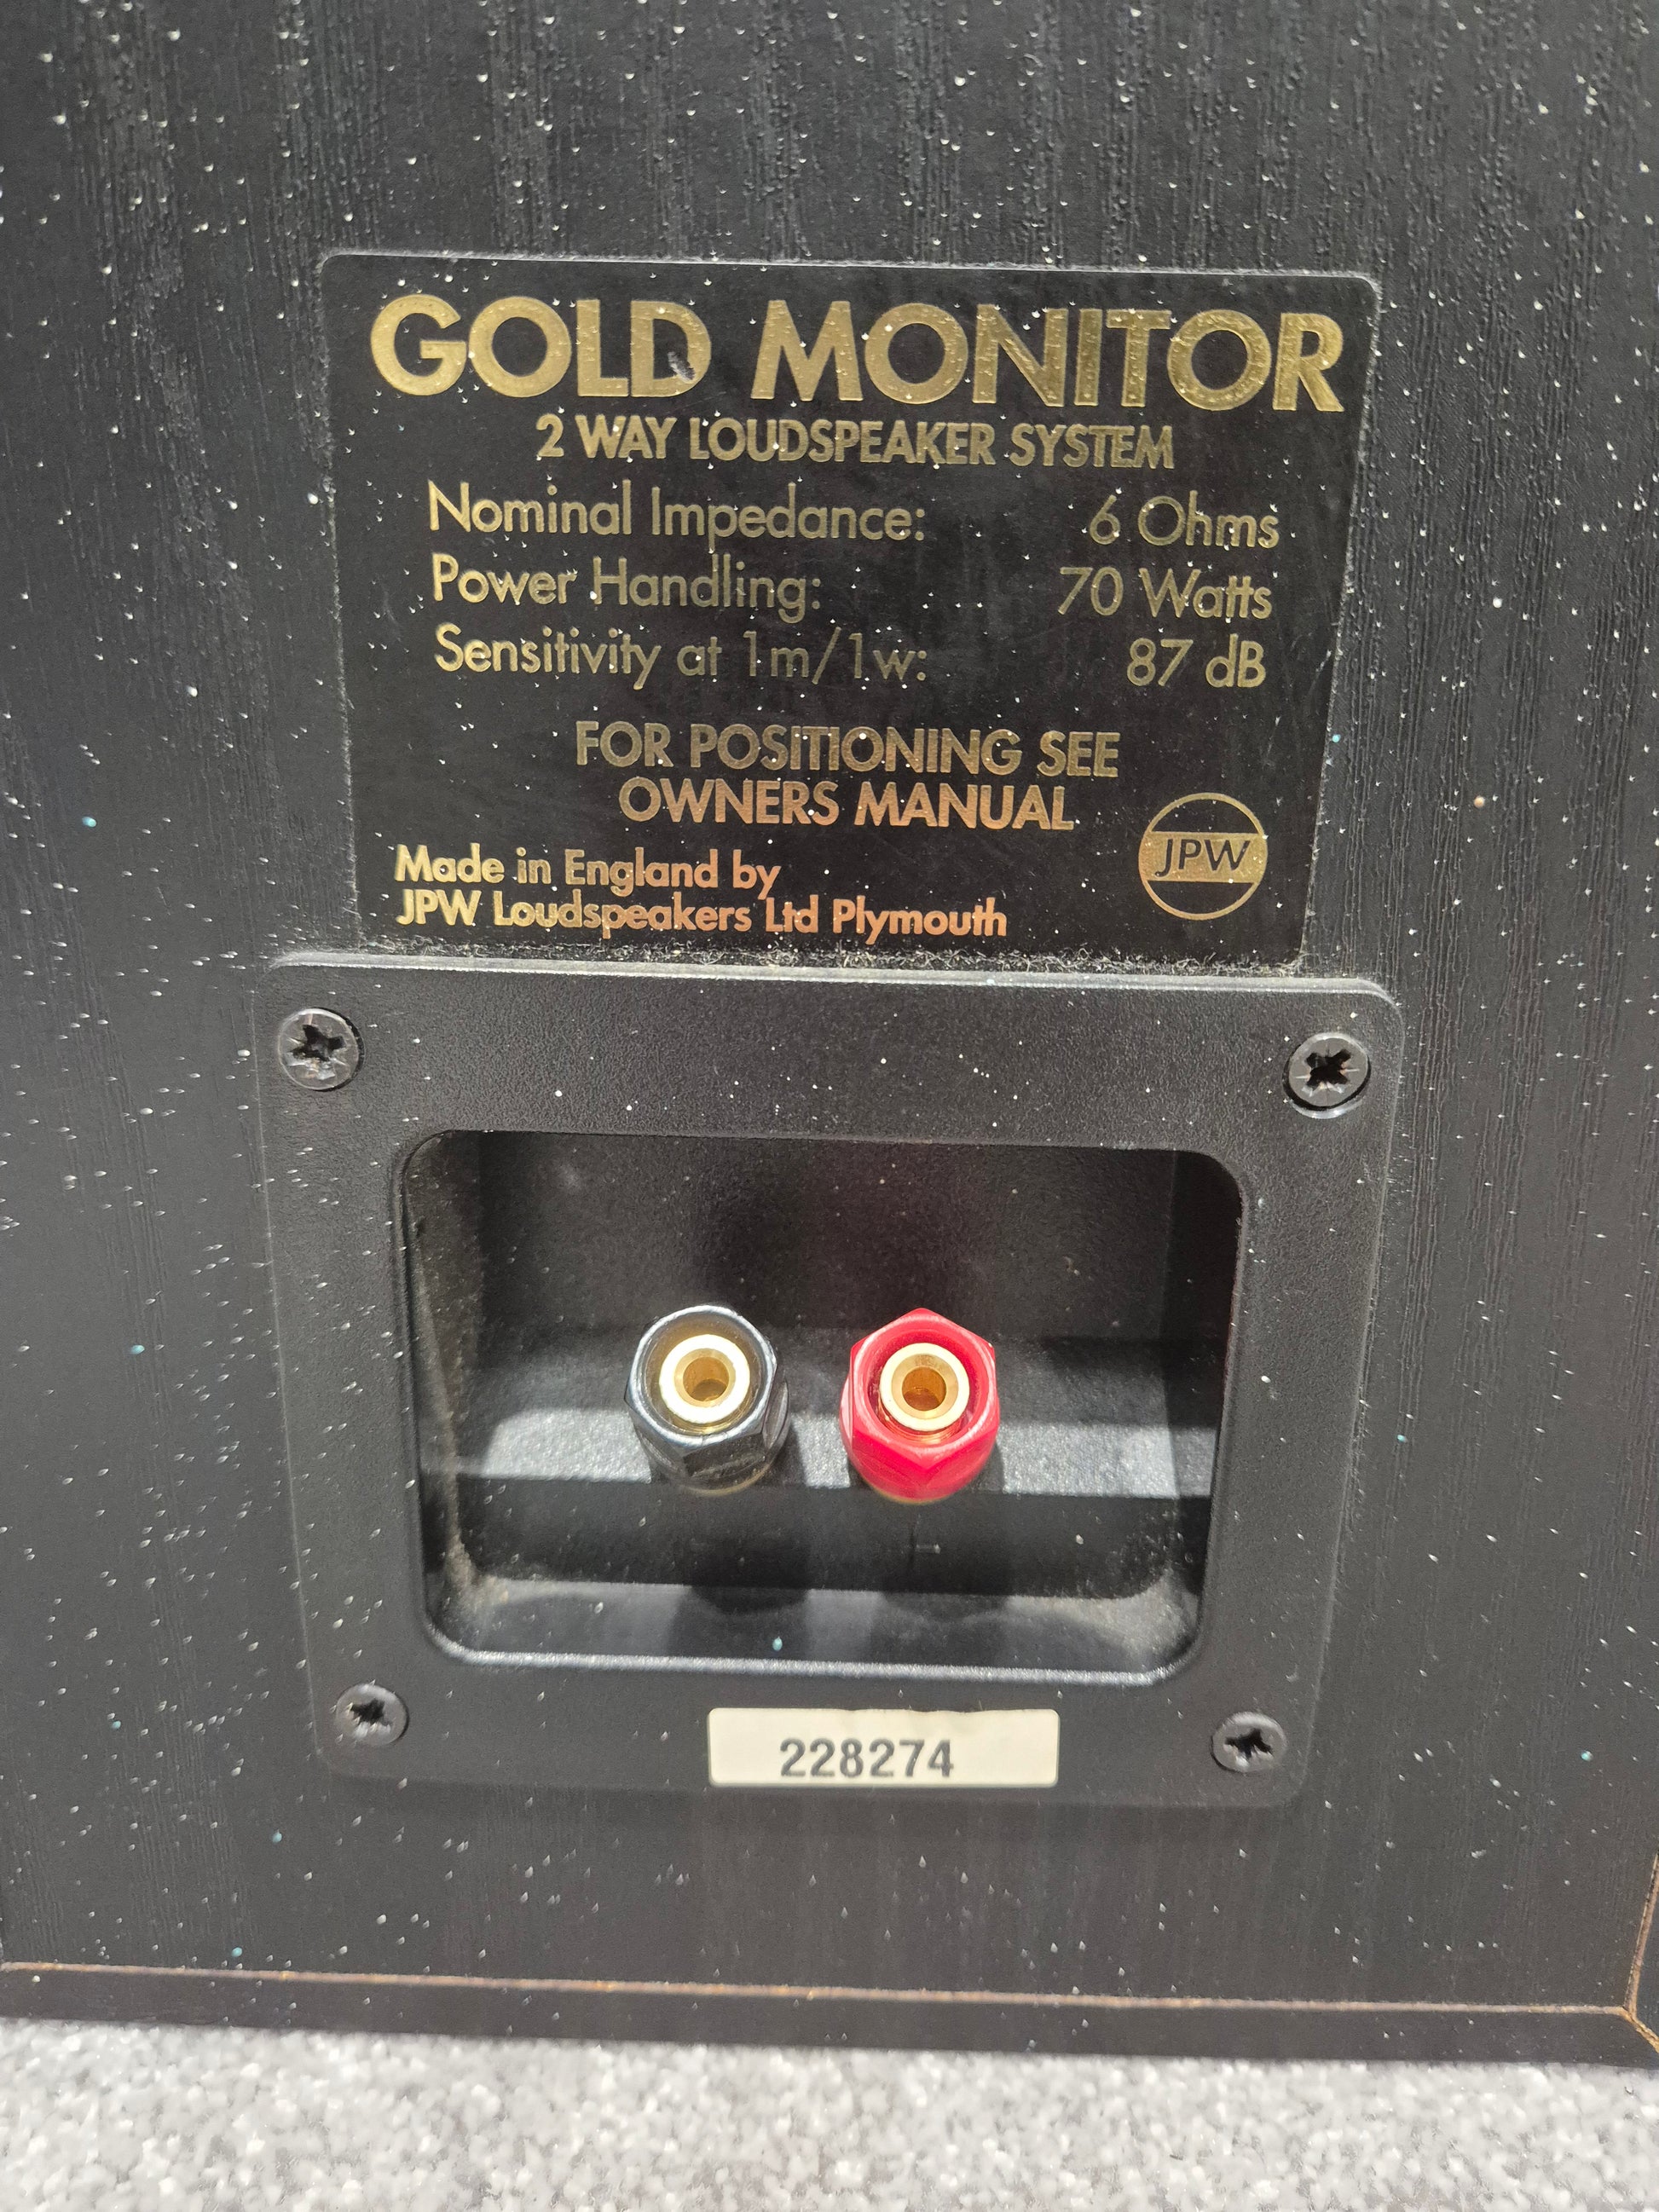 GOLD MONITOR
2 WAY LOUDSPEAKER SYSTEM
Nominal Impedance: 6 Ohms
Power Handling: 70 Watts
Sensitivity at 1m/1w: 87 dB
FOR POSITIONING SEE
OWNERS MANUAL
JPW
Made in England by
JPW Loudspeakers Ltd Plymouth
228274